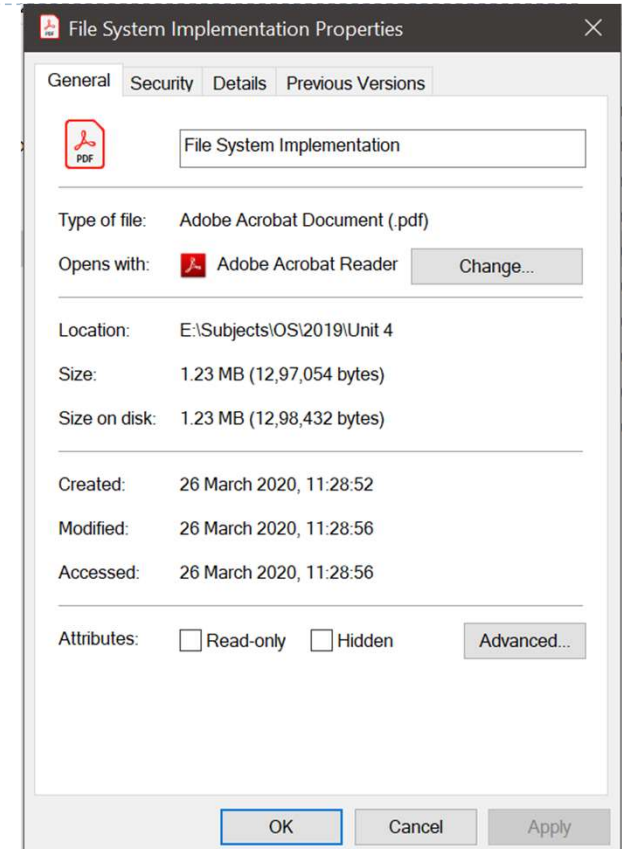 File System Implementation Properties
General Security Details Previous Versions
PDF File System Implementation
Type of file: Adobe Acrobat Document (.pdf)
Opens with: Adobe Acrobat Reader Change...
Location: E:\Subjects\OS\2019\Unit 4
Size: 1.23 MB (12,97,054 bytes)
Size on disk: 1.23 MB (12,98,432 bytes)
Created: 26 March 2020, 11:28:52
Modified: 26 March 2020, 11:28:56
Accessed: 26 March 2020, 11:28:56
Attributes: Read-only Hidden Advanced...
OK Cancel Apply